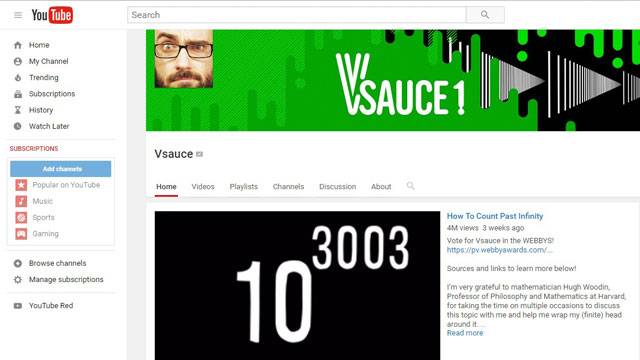 YouTube
Search
Home
My Channel
Trending
Subscriptions
History
Watch Later
SUBSCRIPTIONS
Add channels
Popular on YouTube
Music
Sports
Gaming
Browse channels
Manage subscriptions
YouTube Red
VSAUCE1
Vsauce
Home Videos Playlists Channels Discussion About
10 3003
How To Count Past Infinity
4M views 3 weeks ago
Vote for Vsauce in the WEBBYS!
https://pv.webbyawards.com/...
Sources and links to learn more below!
I'm very grateful to mathematician Hugh Woodin,
Professor of Philosophy and Mathematics at Harvard,
for taking the time on multiple occasions to discuss
this topic with me and help me wrap my (finite) head
around it....
Read more